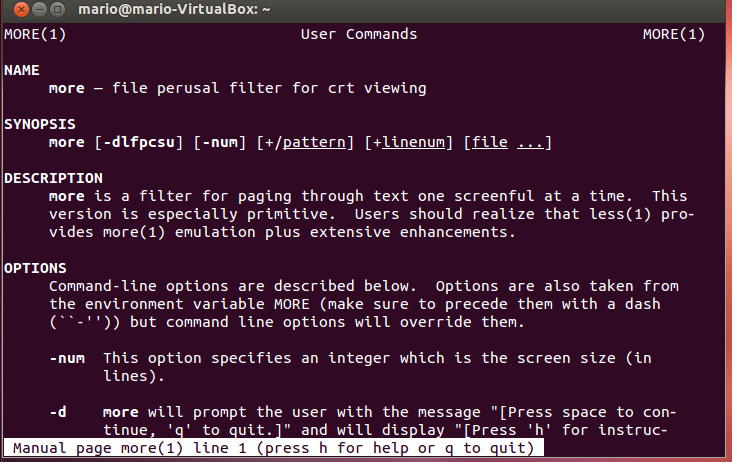 mario@mario-VirtualBox: ~
MORE(1) User Commands MORE(1)
NAME
more — file perusal filter for crt viewing
SYNOPSIS
more [-dlfpcsu] [-num] [+/pattern] [+linenum] [file ...]
DESCRIPTION
more is a filter for paging through text one screenful at a time. This
version is especially primitive. Users should realize that less(1) pro-
vides more(1) emulation plus extensive enhancements.
OPTIONS
Command-line options are described below. Options are also taken from
the environment variable MORE (make sure to precede them with a dash
(``-'')) but command line options will override them.
-num This option specifies an integer which is the screen size (in
lines).
-d more will prompt the user with the message "[Press space to con-
tinue, 'q' to quit.]" and will display "[Press 'h' for instruc-
Manual page more(1) line 1 (press h for help or q to quit)